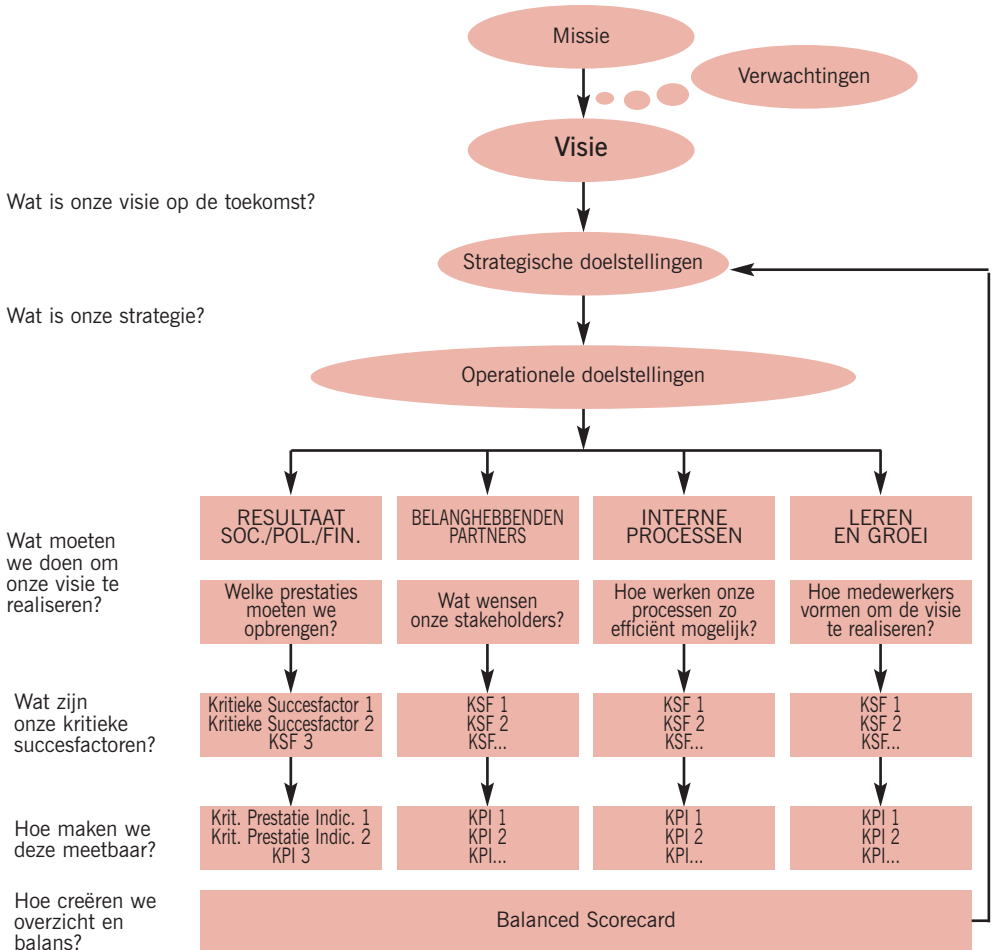 Missie
Verwachtingen
Visie
Wat is onze visie op de toekomst?
Strategische doelstellingen
Wat is onze strategie?
Operationele doelstellingen
Wat moeten
we doen om
onze visie te
realiseren?
RESULTAAT
SOC./POL./FIN.
BELANGHEBBENDEN
PARTNERS
INTERNE
PROCESSEN
LEREN
EN GROEI
Welke prestaties
moeten we
opbrengen?
Wat wensen
onze stakeholders?
Hoe werken onze
processen zo
efficiënt mogelijk?
Hoe medewerkers
vormen om de visie
te realiseren?
Wat zijn
onze kritieke
succesfactoren?
Kritieke Succesfactor 1
Kritieke Succesfactor 2
KSF 3
KSF 1
KSF 2
KSF...
KSF 1
KSF 2
KSF...
KSF 1
KSF 2
KSF...
Hoe maken we
deze meetbaar?
Krit. Prestatie Indic. 1
Krit. Prestatie Indic. 2
KPI 3
KPI 1
KPI 2
KPI...
KPI 1
KPI 2
KPI...
KPI 1
KPI 2
KPI...
Hoe creëren we
overzicht en
balans?
Balanced Scorecard